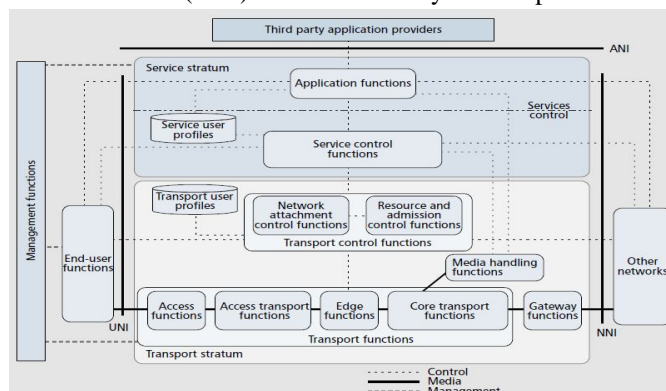 Third party application providers
ANI
Service stratum
Application functions
Services
control
Service user
profiles
Service control
functions
Management functions
Transport user
profiles
Network
attachment
control functions
Resource and
admission
control functions
Transport control functions
End-user
functions
Media handling
functions
Other
networks
Access
functions
Access transport
functions
Edge
functions
Core transport
functions
Gateway
functions
UNI
NNI
Transport functions
Transport stratum
Control
Media
Management